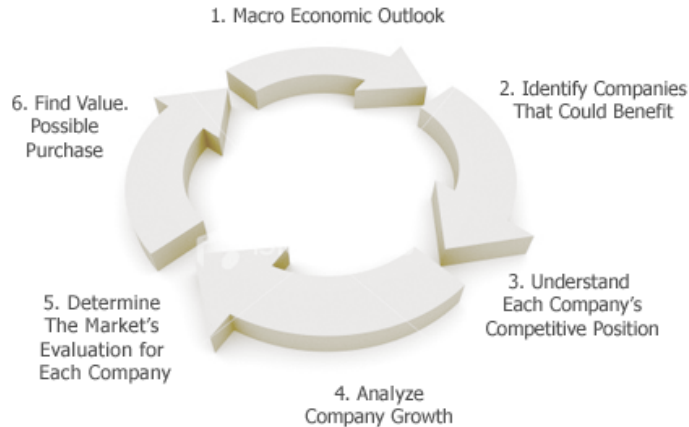 1. Macro Economic Outlook
2. Identify Companies
That Could Benefit
3. Understand
Each Company's
Competitive Position
4. Analyze
Company Growth
5. Determine
The Market's
Evaluation for
Each Company
6. Find Value.
Possible
Purchase